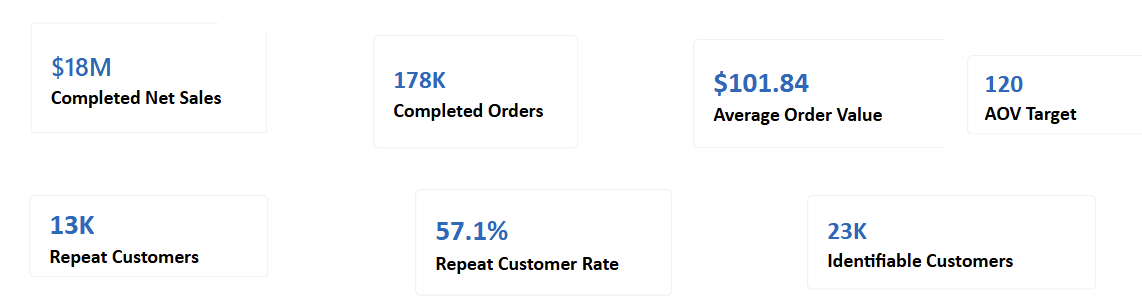 $18M
Completed Net Sales
178K
Completed Orders
$101.84
Average Order Value
120
AOV Target
13K
Repeat Customers
57.1%
Repeat Customer Rate
23K
Identifiable Customers